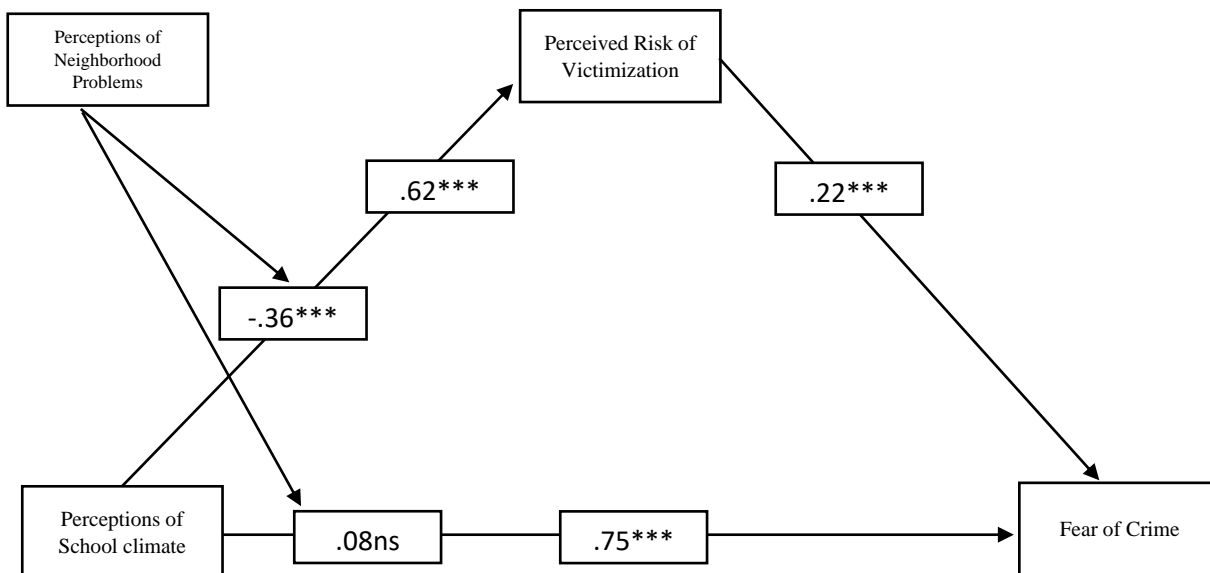 Perceptions of
Neighborhood
Problems
Perceived Risk of
Victimization
.62***
.22***
-.36***
Perceptions of
School climate
.08ns
.75***
Fear of Crime